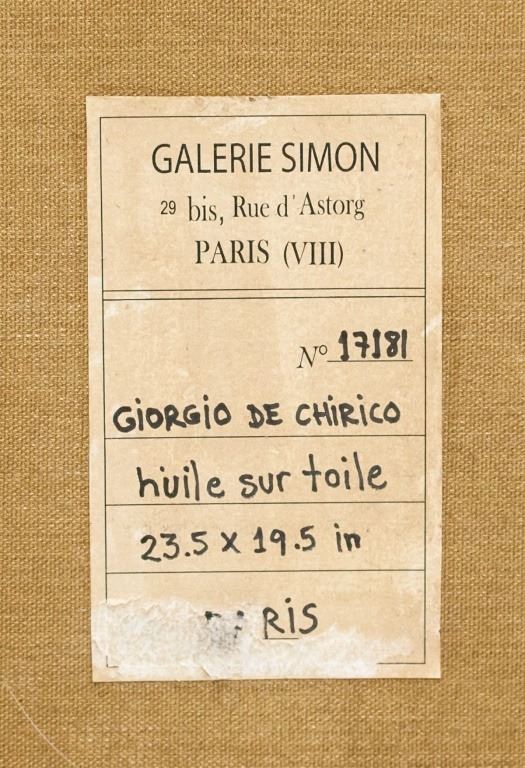 GALERIE SIMON
29 bis, Rue d'Astorg
PARIS (VIII)
Nº 17181
GIORGIO DE CHIRICO
huile sur toile
23.5 x 19.5 in
RIS